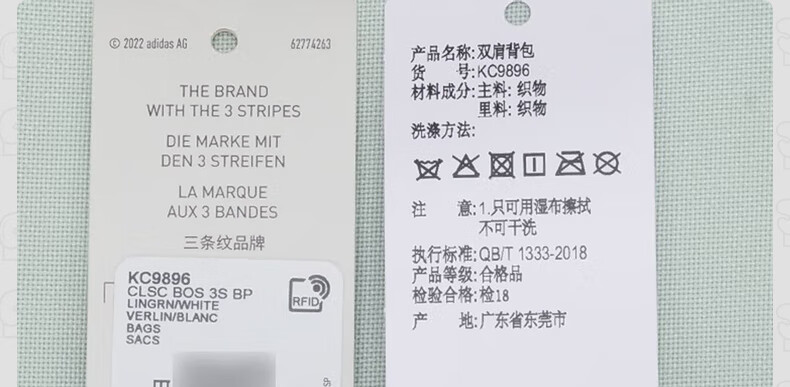 © 2022 adidas AG
62774263
THE BRAND
WITH THE 3 STRIPES
DIE MARKE MIT
DEN 3 STREIFEN
LA MARQUE
AUX 3 BANDES
三条纹品牌
KC9896
CLSC BOS 3S BP
LINGRN/WHITE
VERLIN/BLANC
BAGS
SACS
RFID
产品名称:双肩背包
货 号:KC9896
材料成分:主料: 织物
里料: 织物
洗涤方法:
注 意:1.只可用湿布擦拭
不可干洗
执行标准:QB/T 1333-2018
产品等级:合格品
检验合格:检18
产 地:广东省东莞市